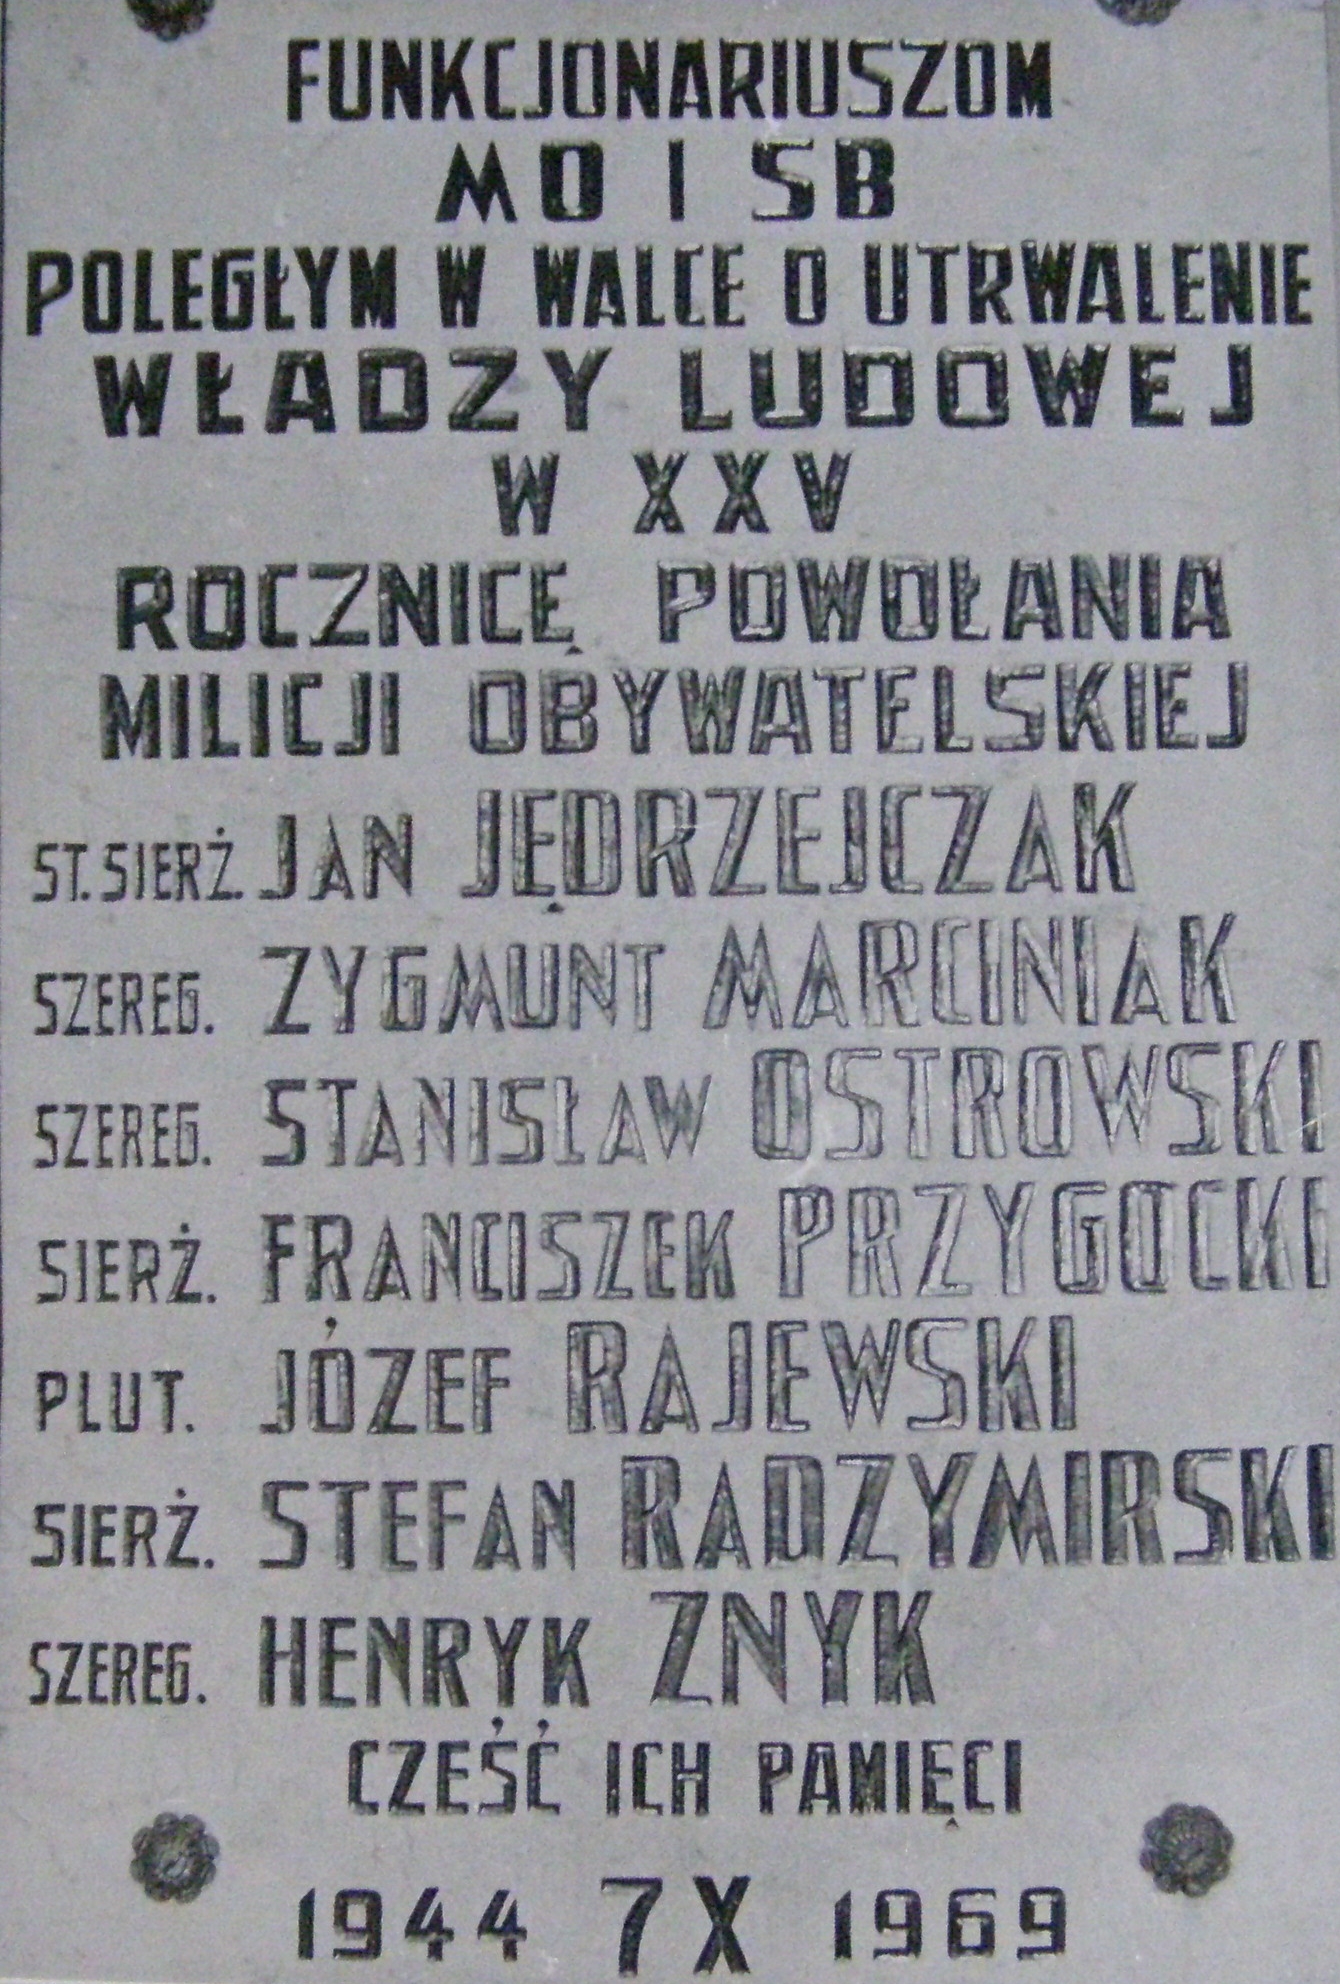 FUNKCJONARIUSZOM
MO I SB
POLEGŁYM W WALCE O UTRWALENIE
WŁADZY LUDOWEJ
W XXV
ROCZNICĘ POWOŁANIA
MILICJI OBYWATELSKIEJ
ST. SIERŻ. JAN JĘDRZEJCZAK
SZEREG. ZYGMUNT MARCINIAK
SZEREG. STANISŁAW OSTROWSKI
SIERŻ. FRANCISZEK PRZYGOCKI
PLUT. JÓZEF RAJEWSKI
SIERŻ. STEFAN RADZYMIRSKI
SZEREG. HENRYK ZNYK
CZEŚĆ ICH PAMIĘCI
1944 7 X 1969